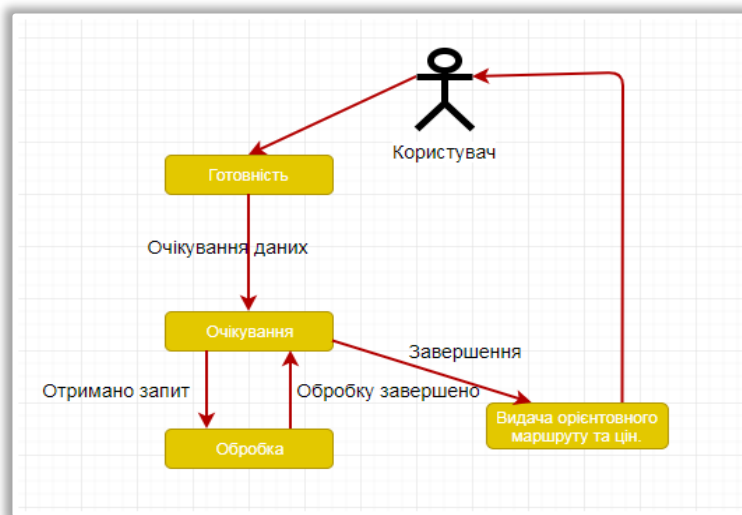 Користувач
Готовність
Очікування даних
Очікування
Завершення
Отримано запит
Обробку завершено
Видача орієнтовного
маршруту та цін.
Обробка